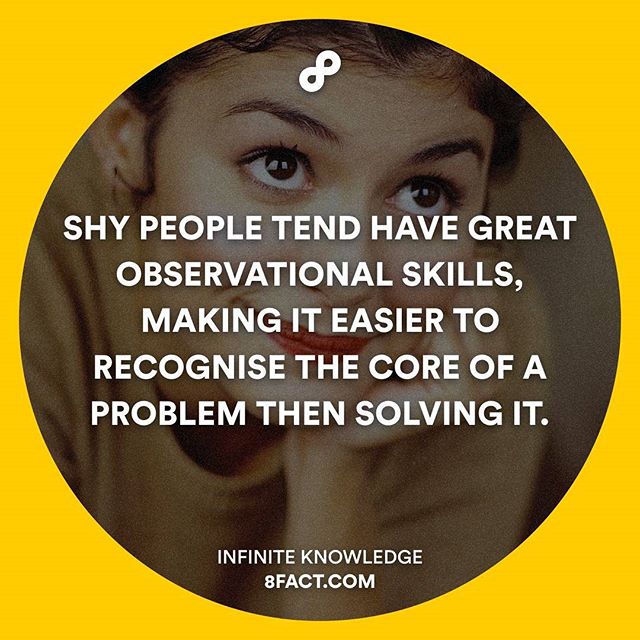 SHY PEOPLE TEND HAVE GREAT
OBSERVATIONAL SKILLS,
MAKING IT EASIER TO
RECOGNISE THE CORE OF A
PROBLEM THEN SOLVING IT.
INFINITE KNOWLEDGE
8FACT.COM